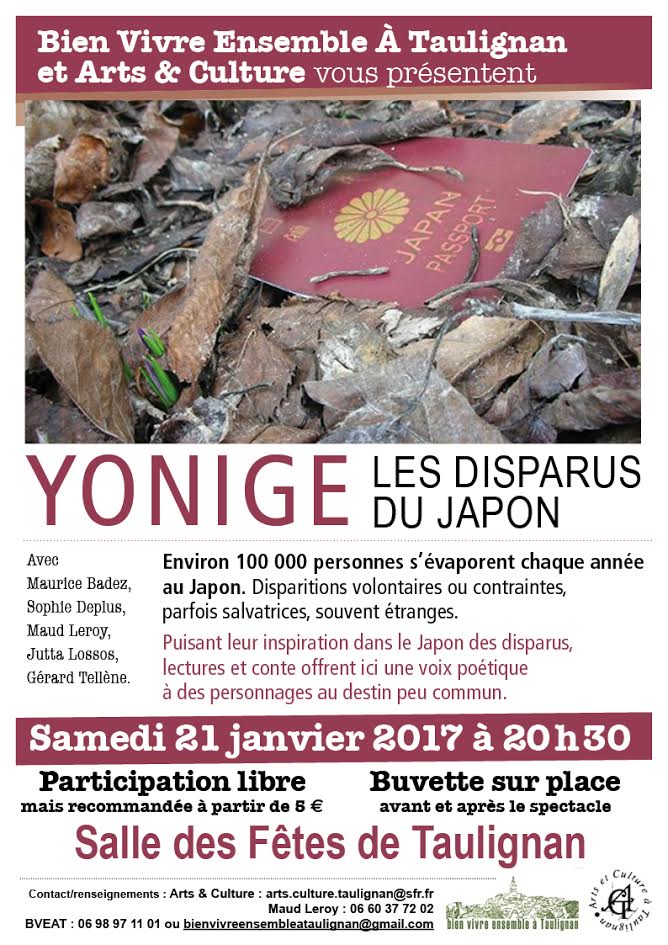 Bien Vivre Ensemble À Taulignan
et Arts & Culture vous présentent
JAPAN
PASSPORT
YONIGE
LES DISPARUS
DU JAPON
Avec
Maurice Badez,
Sophie Deplus,
Maud Leroy,
Jutta Lossos,
Gérard Tellène.
Environ 100 000 personnes s’évaporent chaque année
au Japon. Disparitions volontaires ou contraintes,
parfois salvatrices, souvent étranges.
Puisant leur inspiration dans le Japon des disparus,
lectures et conte offrent ici une voix poétique
à des personnages au destin peu commun.
Samedi 21 janvier 2017 à 20h30
Participation libre
mais recommandée à partir de 5 €
Buvette sur place
avant et après le spectacle
Salle des Fêtes de Taulignan
Contact/renseignements : Arts & Culture : arts.culture.taulignan@sfr.fr
Maud Leroy : 06 60 37 72 02
BVEAT : 06 98 97 11 01 ou bienvivreensembleataulignan@gmail.com
bien vivre ensemble à Taulignan
Arts et Culture à Taulignan